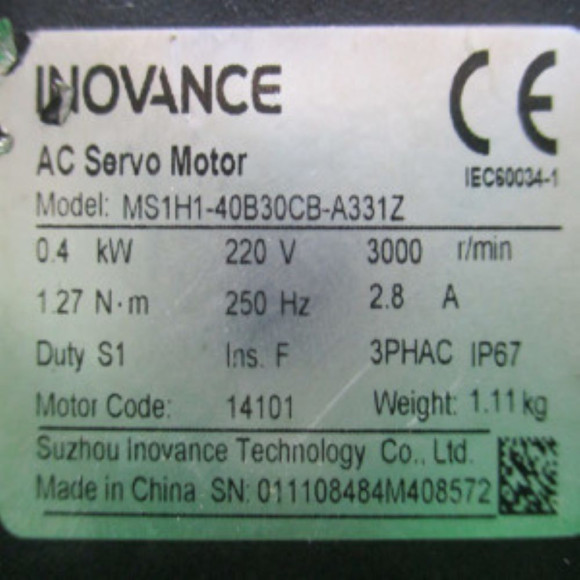 INOVANCE
CE
AC Servo Motor
IEC60034-1
Model: MS1H1-40B30CB-A331Z
0.4 kW 220 V 3000 r/min
1.27 N·m 250 Hz 2.8 A
Duty S1 Ins. F 3PHAC IP67
Motor Code: 14101 Weight: 1.11 kg
Suzhou Inovance Technology Co., Ltd.
Made in China SN: 011108484M408572